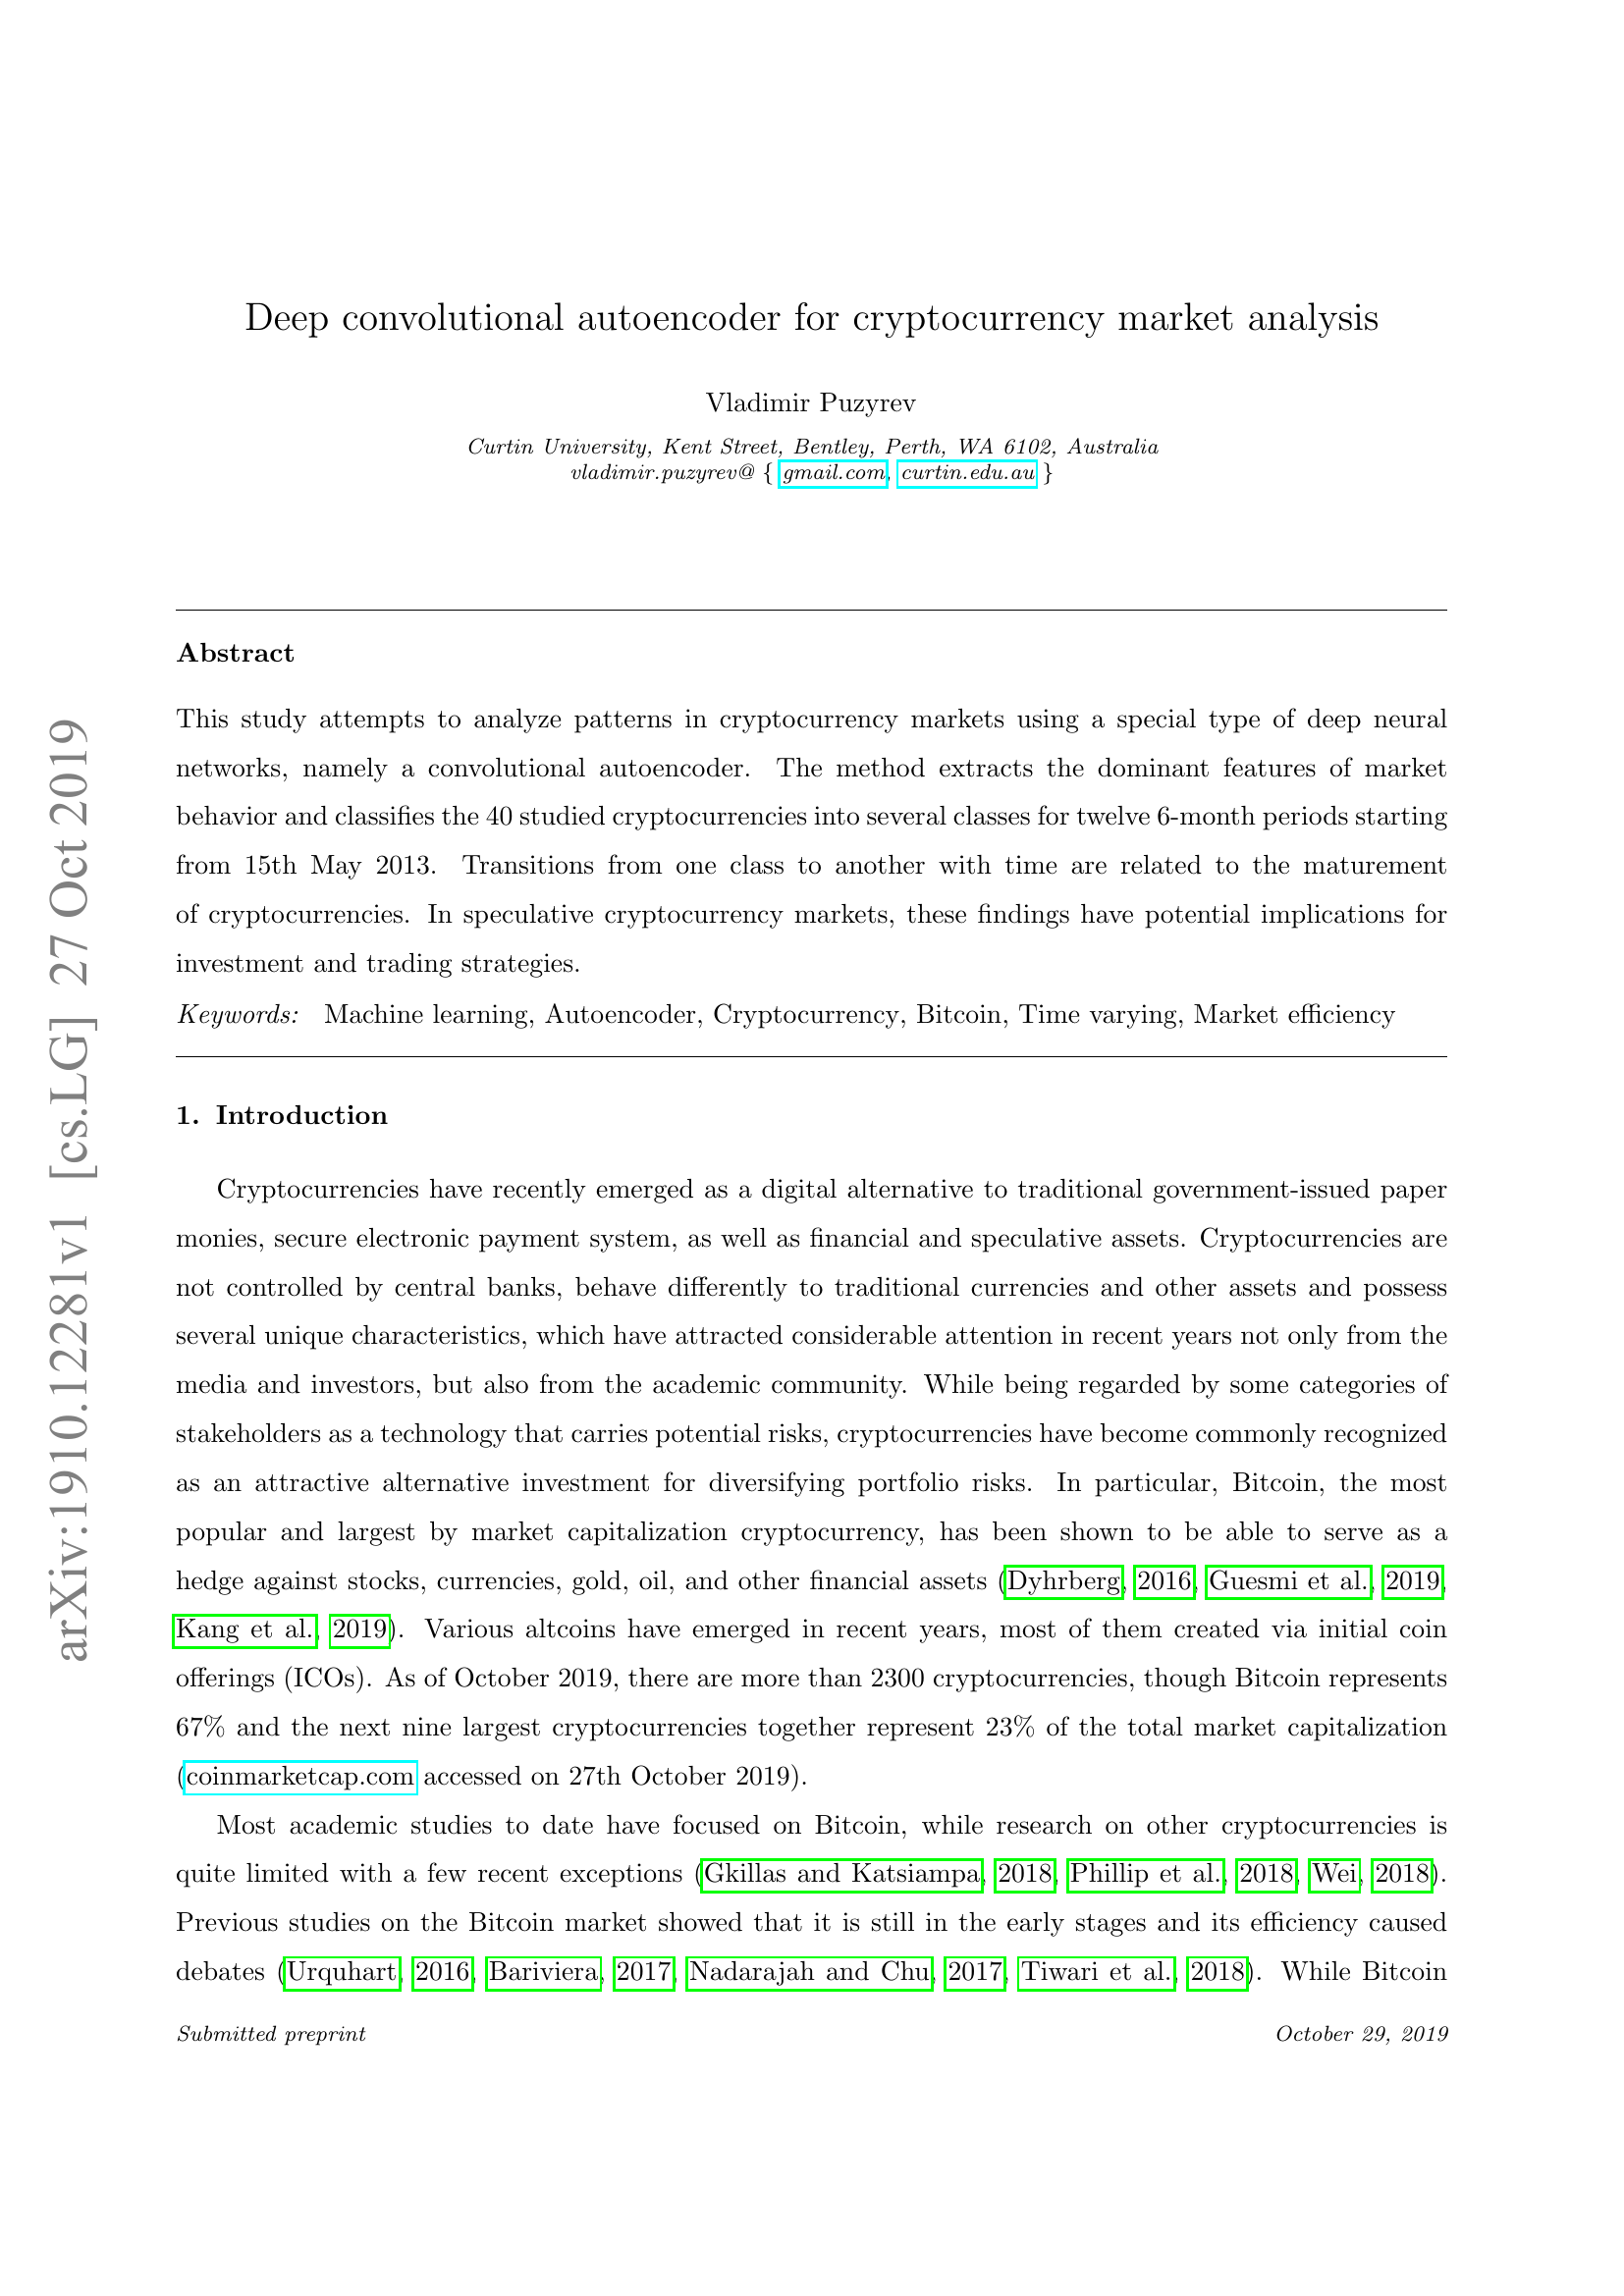 Deep convolutional autoencoder for cryptocurrency market analysis
Vladimir Puzyrev
Curtin University, Kent Street, Bentley, Perth, WA 6102, Australia
vladimir.puzyrev@ { gmail.com, curtin.edu.au }
Abstract
This study attempts to analyze patterns in cryptocurrency markets using a special type of deep neural
networks, namely a convolutional autoencoder. The method extracts the dominant features of market
behavior and classifies the 40 studied cryptocurrencies into several classes for twelve 6-month periods starting
from 15th May 2013. Transitions from one class to another with time are related to the maturement
of cryptocurrencies. In speculative cryptocurrency markets, these findings have potential implications for
investment and trading strategies.
Keywords: Machine learning, Autoencoder, Cryptocurrency, Bitcoin, Time varying, Market efficiency
1. Introduction
Cryptocurrencies have recently emerged as a digital alternative to traditional government-issued paper
monies, secure electronic payment system, as well as financial and speculative assets. Cryptocurrencies are
not controlled by central banks, behave differently to traditional currencies and other assets and possess
several unique characteristics, which have attracted considerable attention in recent years not only from the
media and investors, but also from the academic community. While being regarded by some categories of
stakeholders as a technology that carries potential risks, cryptocurrencies have become commonly recognized
as an attractive alternative investment for diversifying portfolio risks. In particular, Bitcoin, the most
popular and largest by market capitalization cryptocurrency, has been shown to be able to serve as a
hedge against stocks, currencies, gold, oil, and other financial assets (Dyhrberg, 2016, Guesmi et al., 2019,
Kang et al., 2019). Various altcoins have emerged in recent years, most of them created via initial coin
offerings (ICOs). As of October 2019, there are more than 2300 cryptocurrencies, though Bitcoin represents
67% and the next nine largest cryptocurrencies together represent 23% of the total market capitalization
(coinmarketcap.com accessed on 27th October 2019).
Most academic studies to date have focused on Bitcoin, while research on other cryptocurrencies is
quite limited with a few recent exceptions (Gkillas and Katsiampa, 2018, Phillip et al., 2018, Wei, 2018).
Previous studies on the Bitcoin market showed that it is still in the early stages and its efficiency caused
debates (Urquhart, 2016, Bariviera, 2017, Nadarajah and Chu, 2017, Tiwari et al., 2018). While Bitcoin
Submitted preprint
October 29, 2019
arXiv:1910.12281v1 [cs.LG] 27 Oct 2019